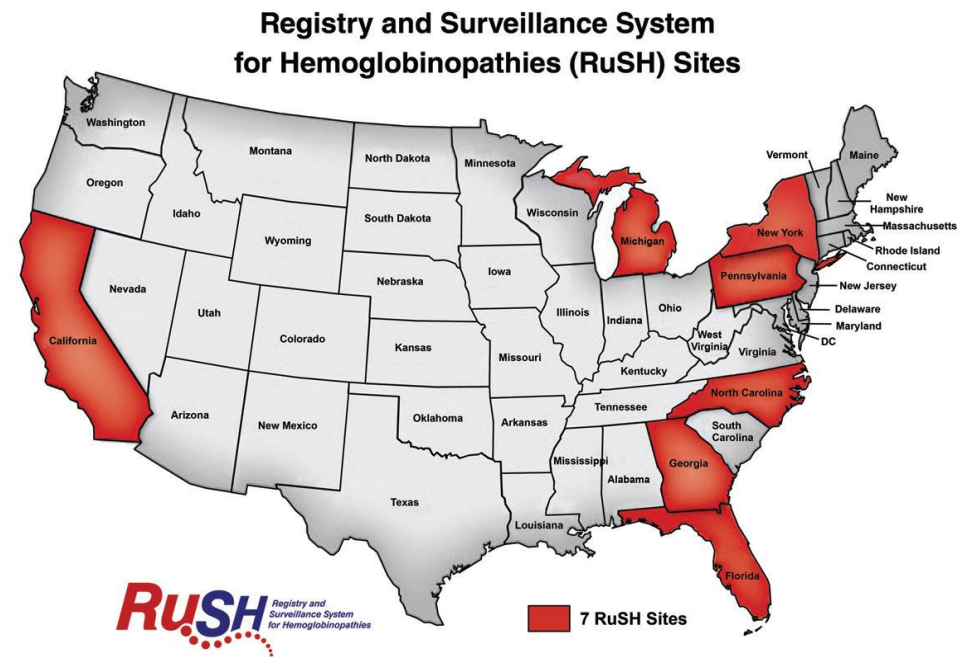 Registry and Surveillance System
for Hemoglobinopathies (RuSH) Sites
Washington
Montana
North Dakota
Minnesota
Vermont
Maine
Oregon
Idaho
South Dakota
Wisconsin
New
Hampshire
Wyoming
Michigan
New York
Massachusetts
Rhode Island
Connecticut
Nevada
Nebraska
Iowa
Pennsylvania
New Jersey
Utah
Illinois
Indiana
Ohio
Delaware
Maryland
DC
California
Colorado
Kansas
Missouri
West
Virginia
Virginia
Kentucky
North Carolina
Arizona
New Mexico
Oklahoma
Arkansas
Tennessee
South
Carolina
Mississippi
Alabama
Georgia
Texas
Louisiana
Florida
RuSH
Registry and
Surveillance System
for Hemoglobinopathies
7 RuSH Sites